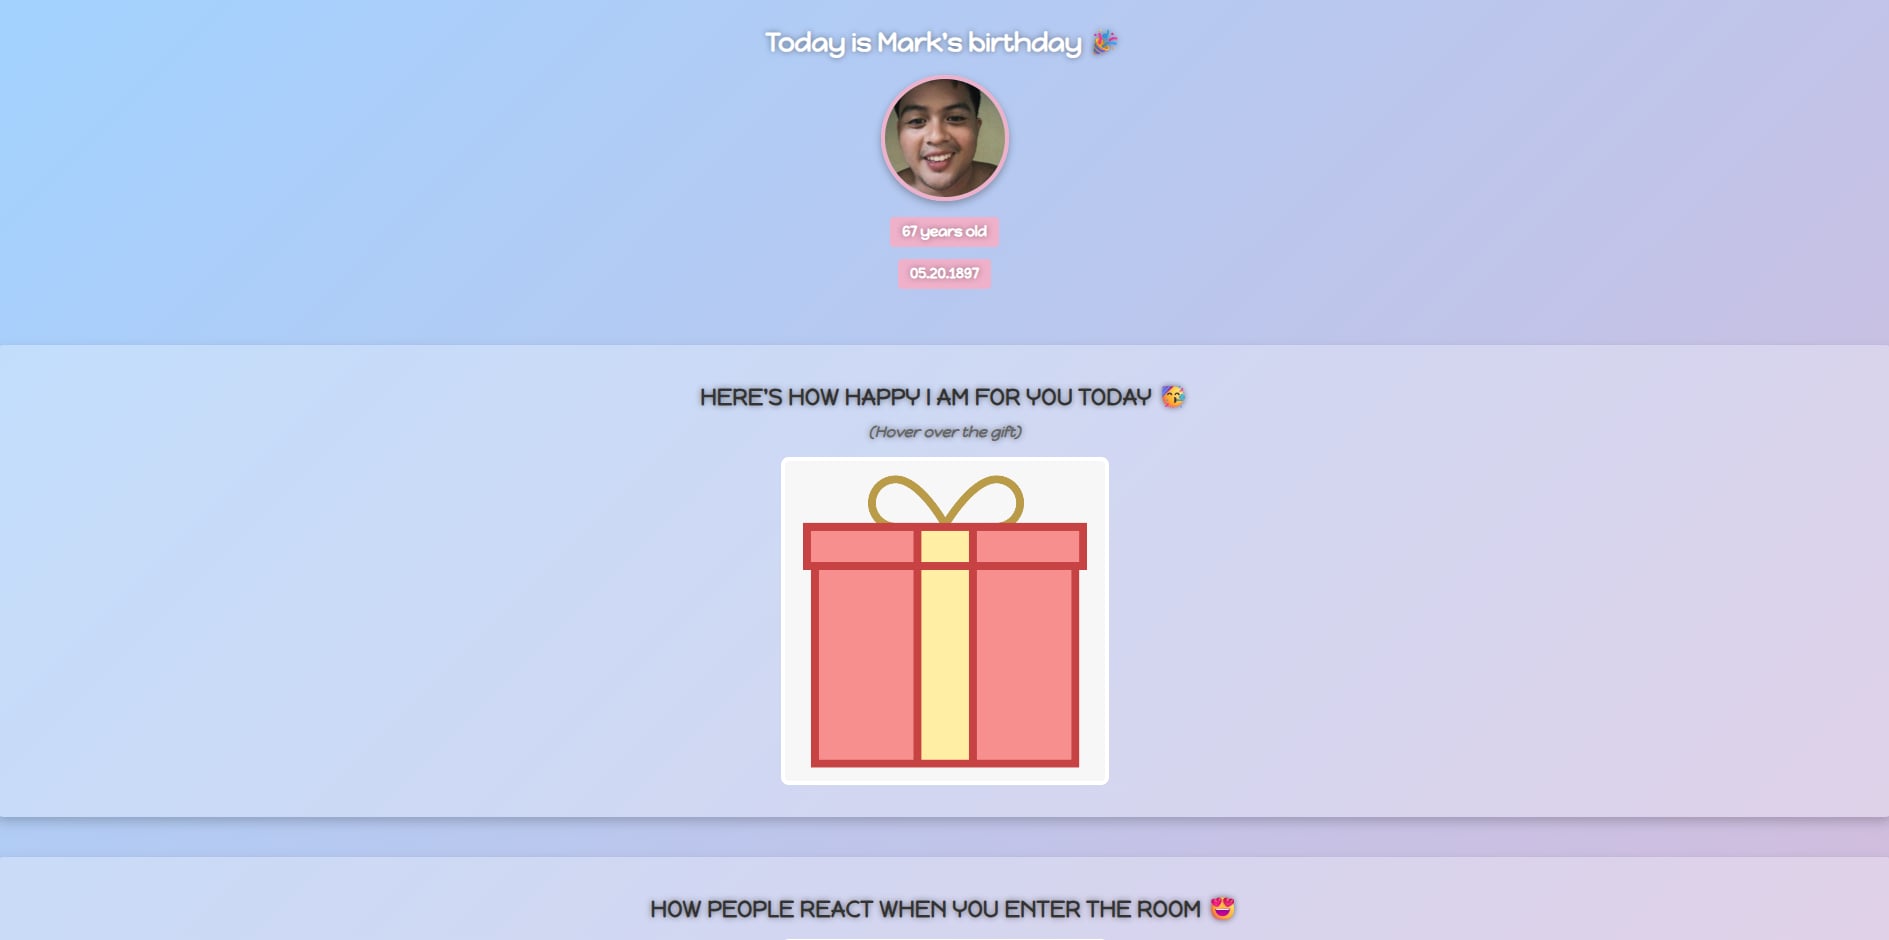 Today is Mark's birthday 🎉
67 years old
05.20.1897
HERE'S HOW HAPPY I AM FOR YOU TODAY 🥳
(Hover over the gift)
HOW PEOPLE REACT WHEN YOU ENTER THE ROOM 😍